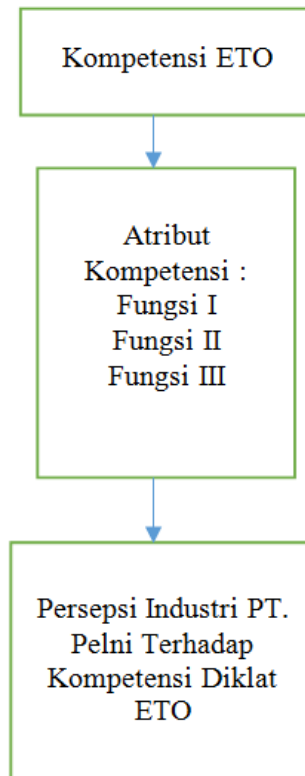 Kompetensi ETO
Atribut
Kompetensi :
Fungsi I
Fungsi II
Fungsi III
Persepsi Industri PT.
Pelni Terhadap
Kompetensi Diklat
ETO